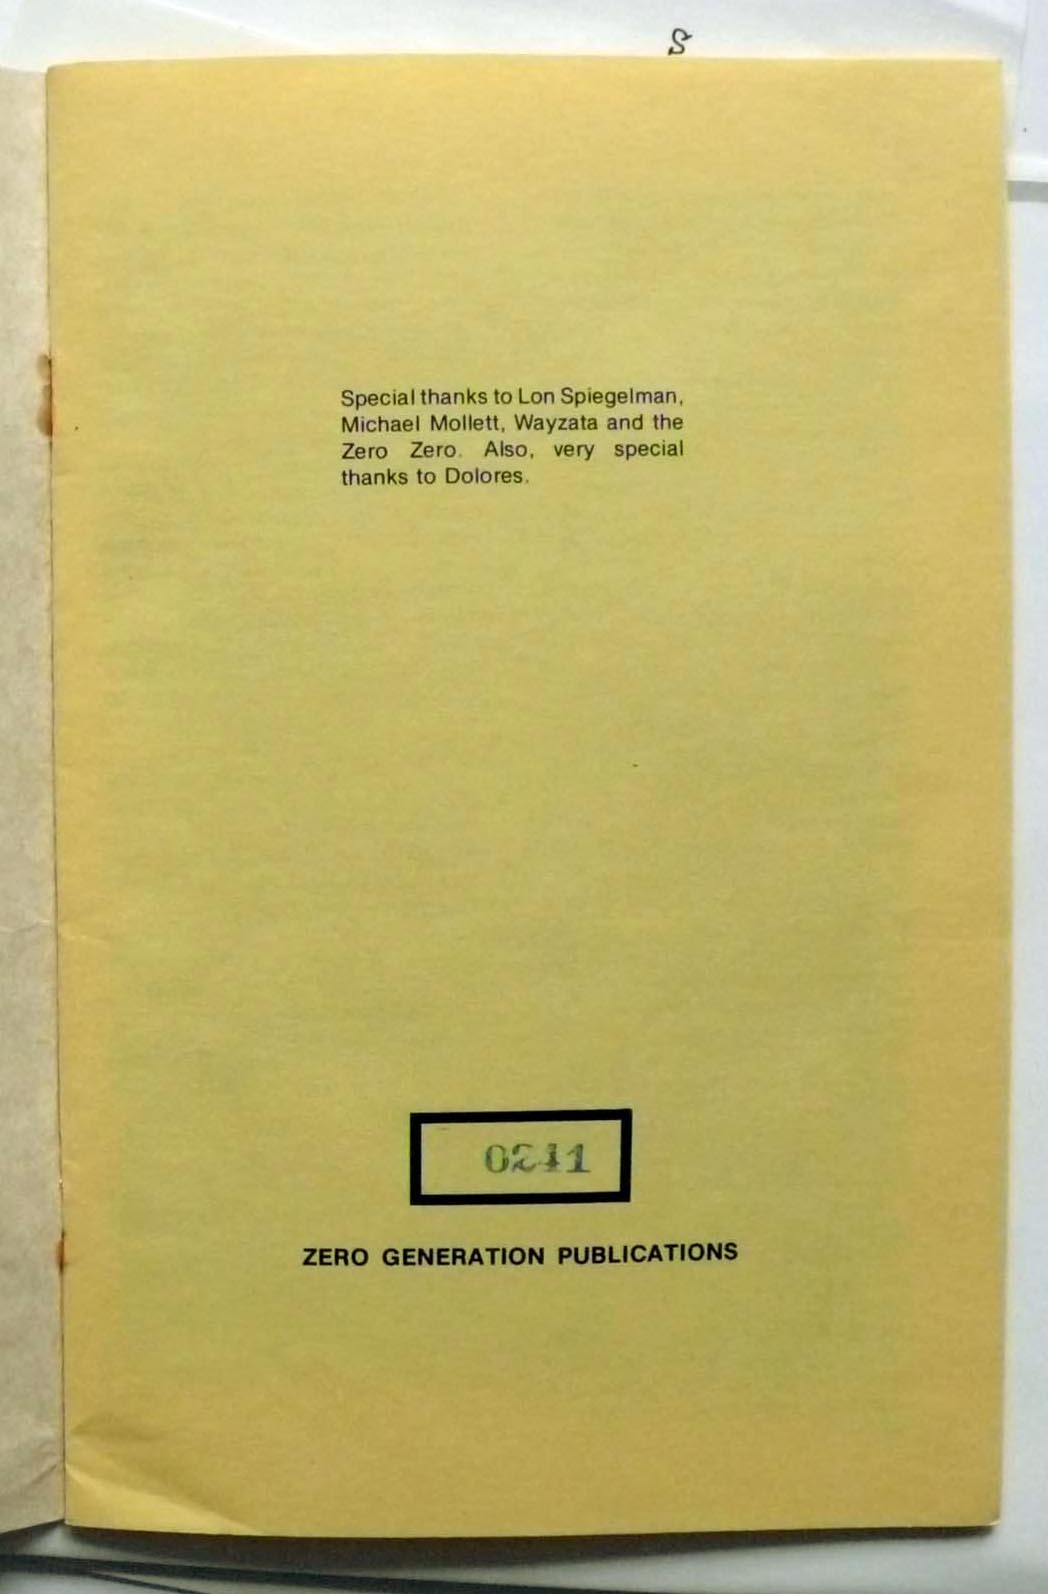 S
Special thanks to Lon Spiegelman,
Michael Mollett, Wayzata and the
Zero Zero. Also, very special
thanks to Dolores.
0241
ZERO GENERATION PUBLICATIONS